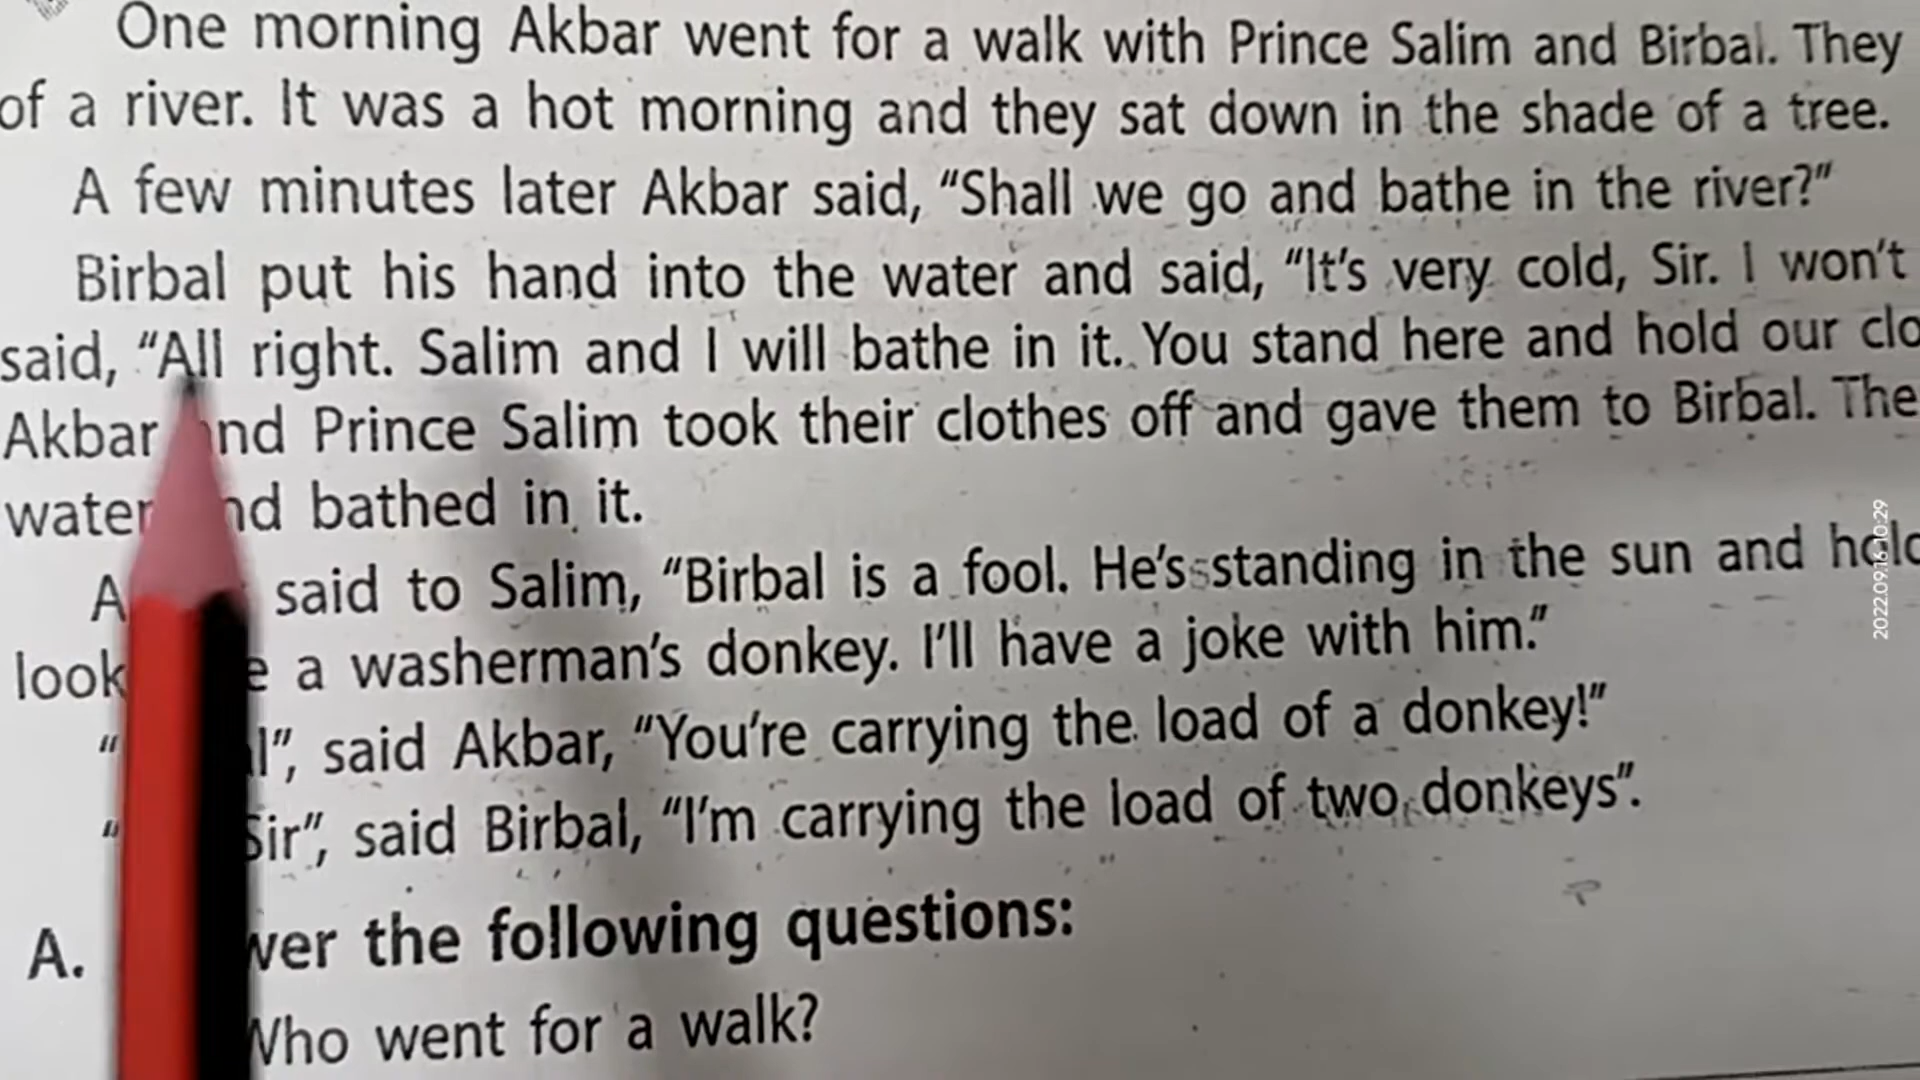 One morning Akbar went for a walk with Prince Salim and Birbal. They
of a river. It was a hot morning and they sat down in the shade of a tree.
A few minutes later Akbar said, “Shall we go and bathe in the river?”
Birbal put his hand into the water and said, “It’s very cold, Sir. I won’t
said, “All right. Salim and I will bathe in it. You stand here and hold our clo
Akbar and Prince Salim took their clothes off and gave them to Birbal. The
water and bathed in it.
said to Salim, “Birbal is a fool. He’s standing in the sun and hold
look a washerman’s donkey. I’ll have a joke with him.”
“ l”, said Akbar, “You’re carrying the load of a donkey!”
“ Sir”, said Birbal, “I’m carrying the load of two donkeys”.
A. wer the following questions:
Who went for a walk?
2022.09.16 10:29